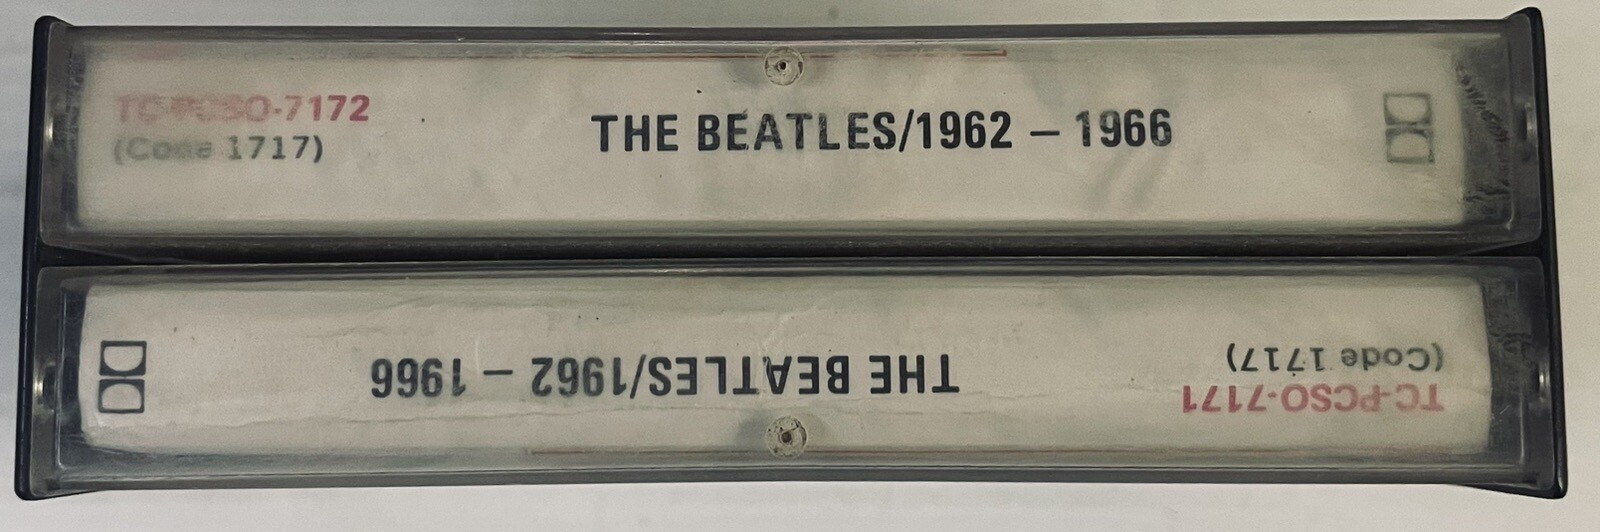 TC-PCSO-7172
(Code 1717)
THE BEATLES/1962 – 1966
THE BEATLES/1962 – 1966
(Code 1717)
TC-PCSO-7171